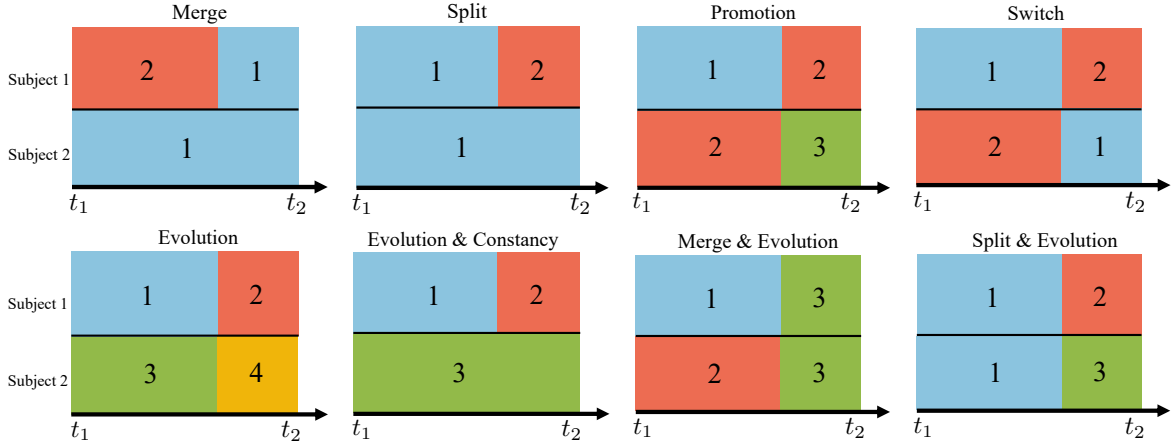 Merge Split Promotion Switch
Subject 1 2 1 1 2 1 2 1 2
Subject 2 1 1 2 3 2 1
t1 t2 t1 t2 t1 t2 t1 t2
Evolution Evolution & Constancy Merge & Evolution Split & Evolution
Subject 1 1 2 1 2 1 3 1 2
Subject 2 3 4 3 2 3 1 3
t1 t2 t1 t2 t1 t2 t1 t2